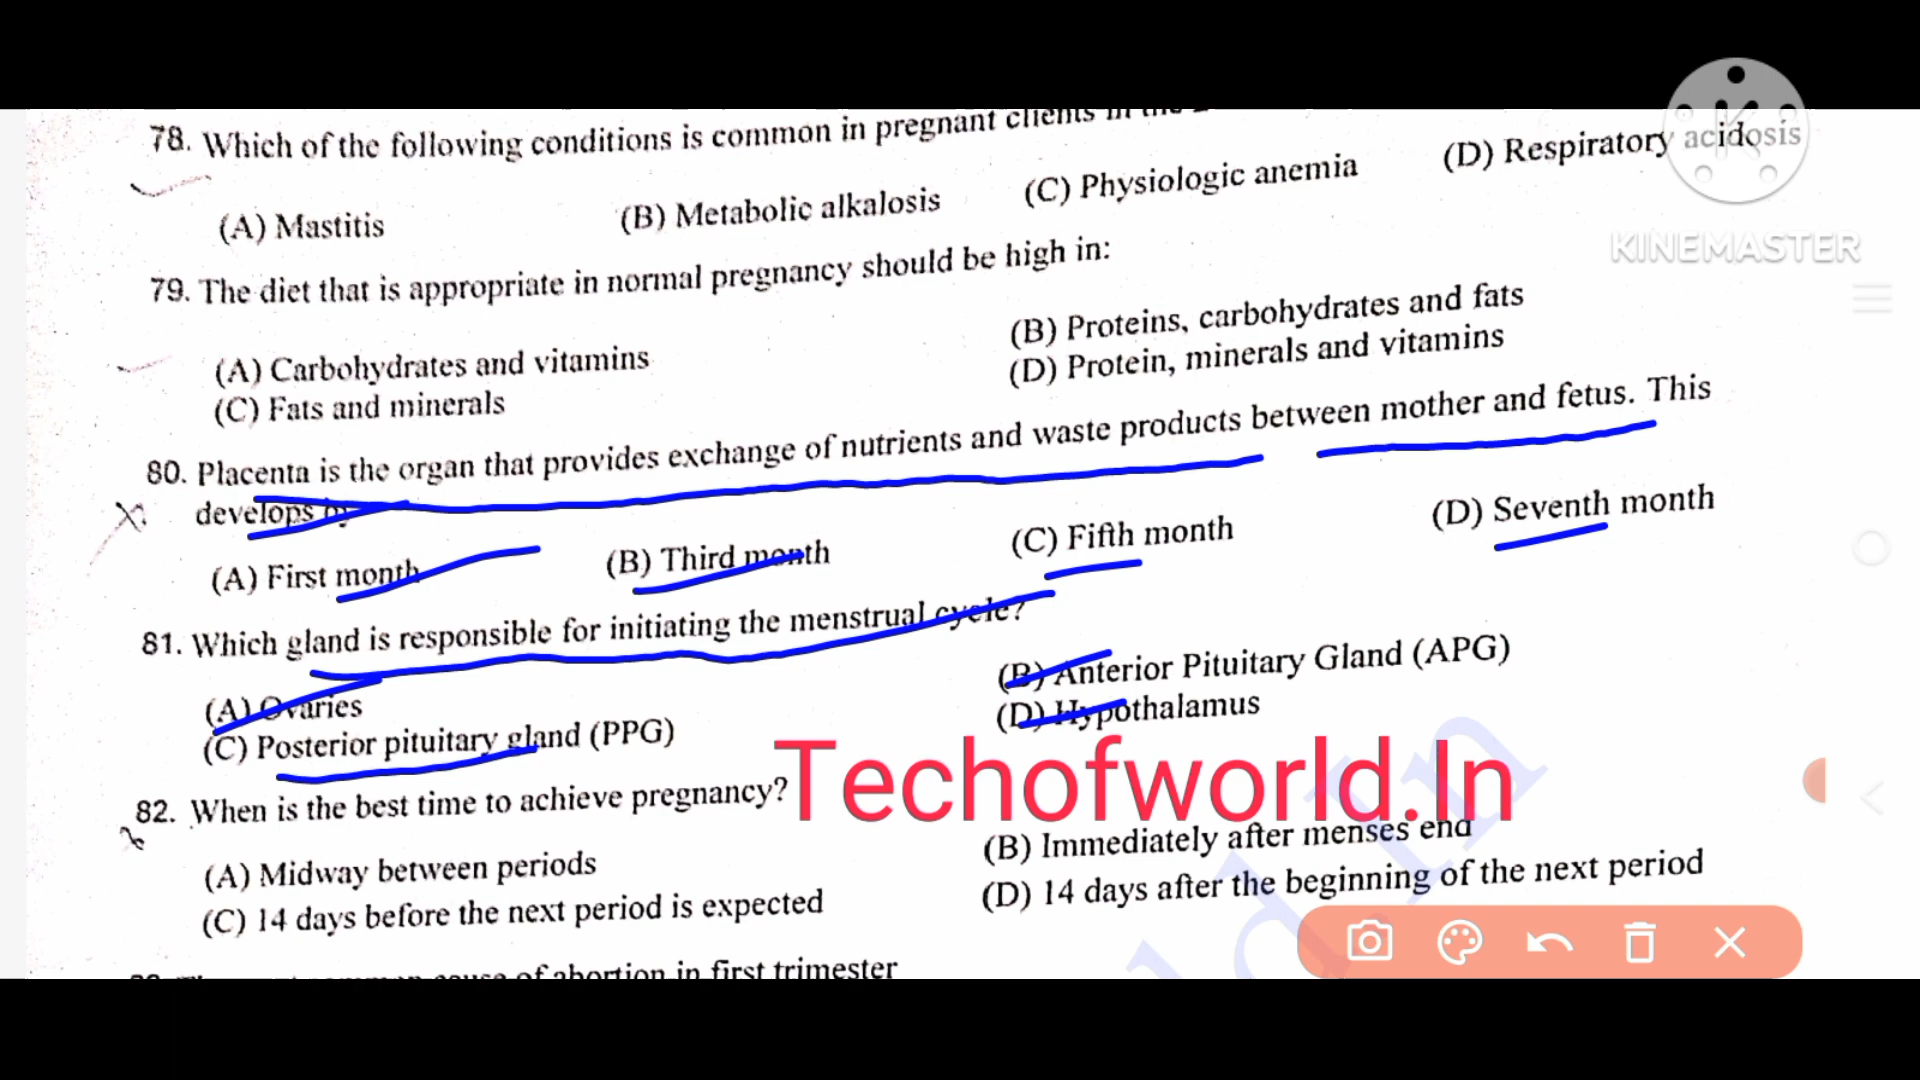 78. Which of the following conditions is common in pregnant clients in the
(A) Mastitis (B) Metabolic alkalosis (C) Physiologic anemia (D) Respiratory acidosis
KINEMASTER
79. The diet that is appropriate in normal pregnancy should be high in:
(A) Carbohydrates and vitamins (B) Proteins, carbohydrates and fats
(C) Fats and minerals (D) Protein, minerals and vitamins
80. Placenta is the organ that provides exchange of nutrients and waste products between mother and fetus. This
develops by
(A) First month (B) Third month (C) Fifth month (D) Seventh month
81. Which gland is responsible for initiating the menstrual cycle?
(A) Ovaries (B) Anterior Pituitary Gland (APG)
(C) Posterior pituitary gland (PPG) (D) Hypothalamus
Techofworld.In
82. When is the best time to achieve pregnancy?
(A) Midway between periods (B) Immediately after menses end
(C) 14 days before the next period is expected (D) 14 days after the beginning of the next period
cause of abortion in first trimester